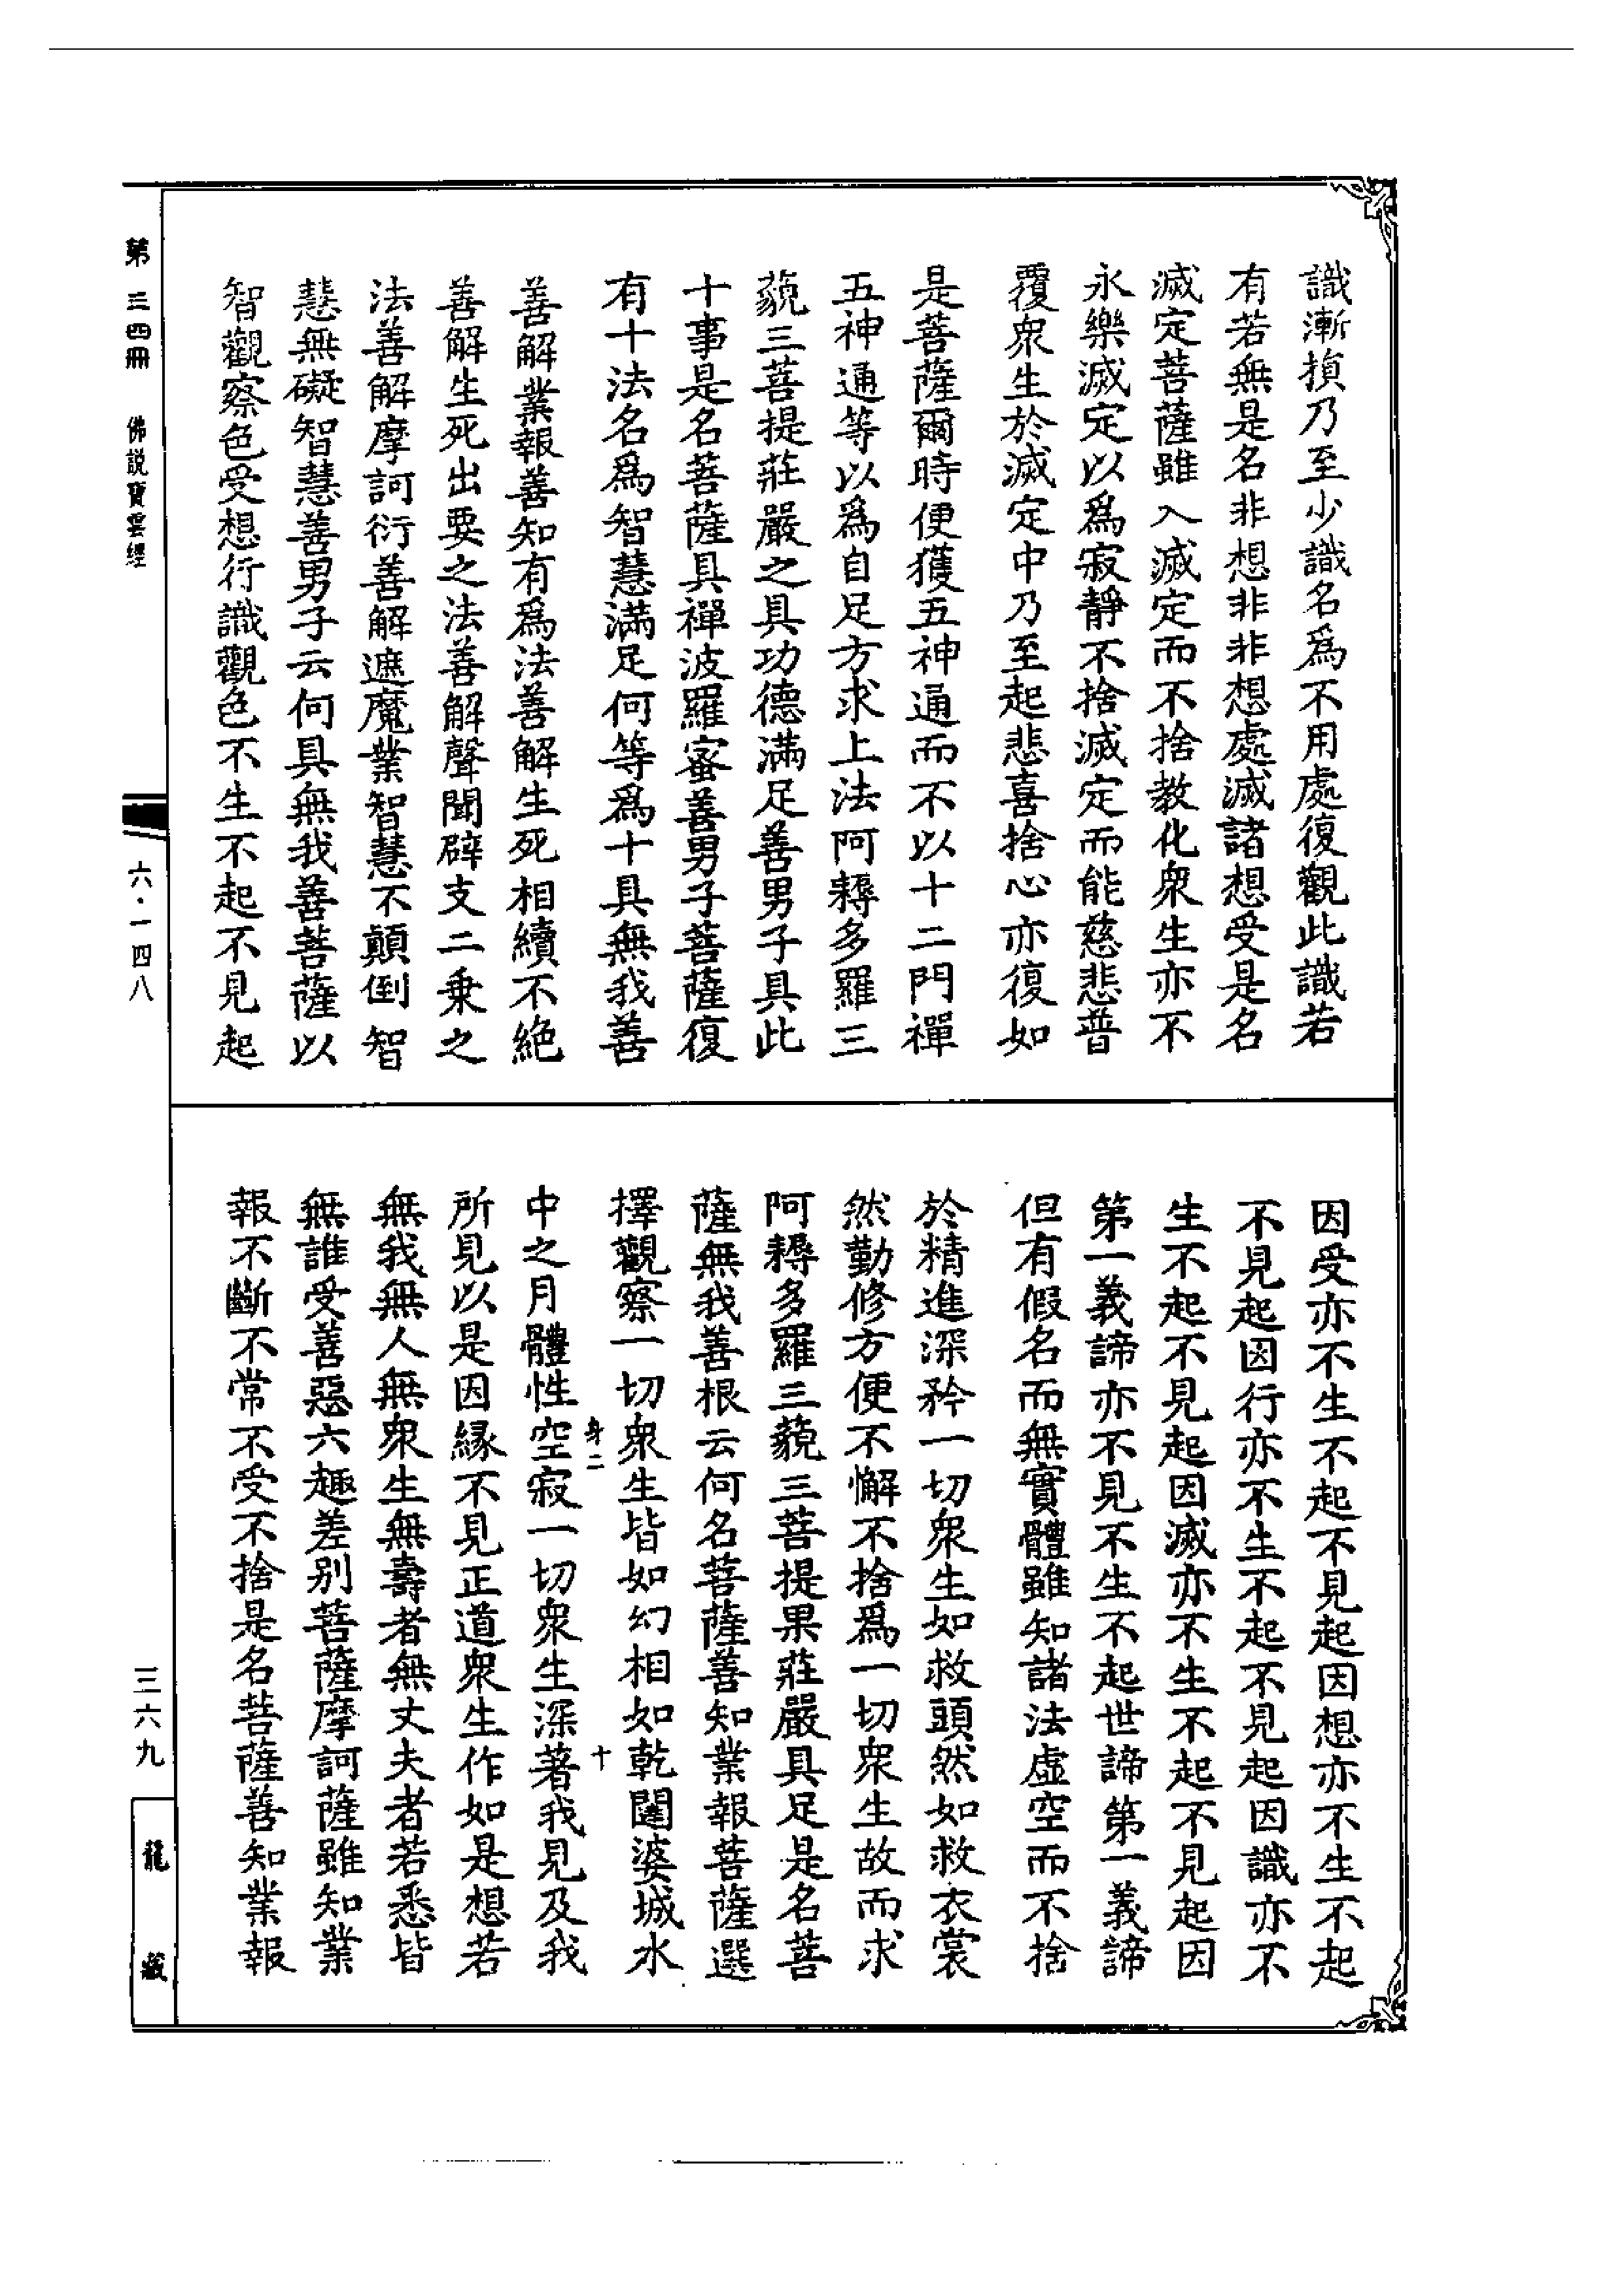 識漸損乃至少識名爲不用處復觀此識若
有若無是名非想非非想處滅諸想受是名
滅定菩薩雖入滅定而不捨教化衆生亦不
永樂滅定以爲寂靜不捨滅定而能慈悲普
覆衆生於滅定中乃至起悲喜捨心亦復如
是菩薩爾時便獲五神通而不以十二門禪
五神通等以爲自足方求上法阿耨多羅三
藐三菩提莊嚴之具功德滿足善男子具此
十事是名菩薩具禪波羅蜜善男子菩薩復
有十法名爲智慧滿足何等爲十具無我善
善解業報善知有爲法善解生死相續不絶
善解生死出要之法善解聲聞辟支二乘之
法善解摩訶衍善解遮魔業智慧不顛倒智
慧無礙智慧善男子云何具無我善菩薩以
智觀察色受想行識觀色不生不起不見起
因受亦不生不起不見起因想亦不生不起
不見起因行亦不生不起不見起因識亦不
生不起不見起因滅亦不生不起不見起因
第一義諦亦不見不生不起世諦第一義諦
但有假名而無實體雖知諸法虛空而不捨
於精進深矜一切衆生如救頭然如救衣裳
然勤修方便不懈不捨爲一切衆生故而求
阿耨多羅三藐三菩提果莊嚴具足是名菩
薩無我善根云何名菩薩善知業報菩薩選
擇觀察一切衆生皆如幻相如乾闥婆城水
身二 十
中之月體性空寂一切衆生深著我見及我
所見以是因縁不見正道衆生作如是想若
無我無人無衆生無壽者無丈夫者若悉皆
無誰受善惡六趣差別菩薩摩訶薩雖知業
報不斷不常不受不捨是名菩薩善知業報
第三四冊 佛説寶雲經
六·一四八
三六九
龍藏